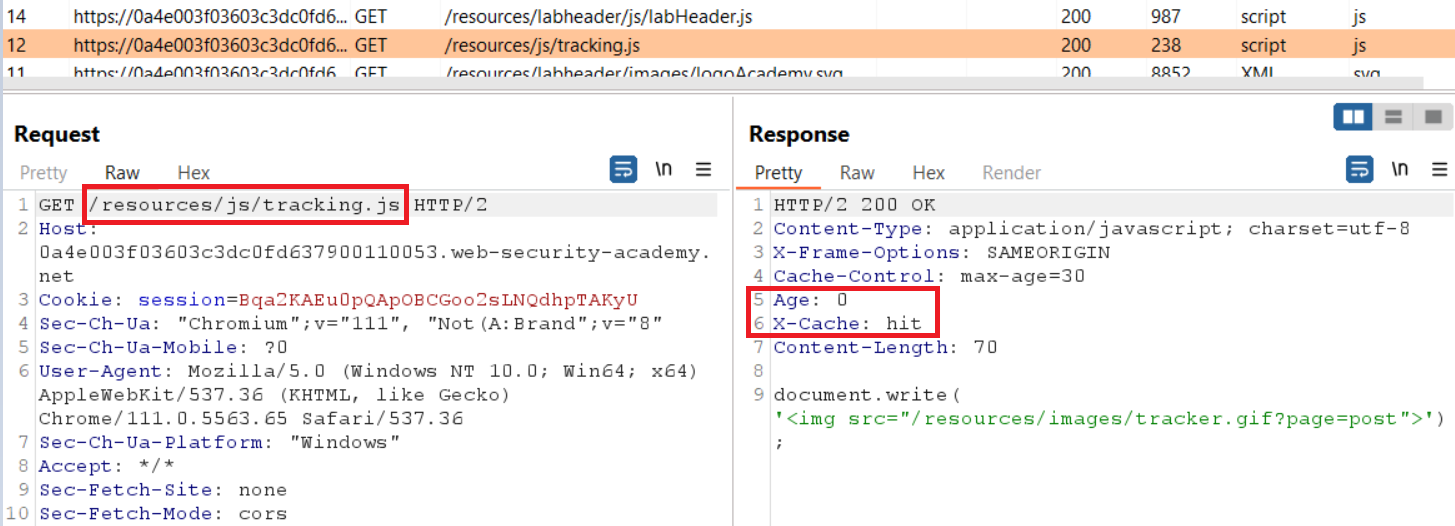 14 https://0a4e003f03603c3dc0fd6... GET /resources/labheader/js/labHeader.js 200 987 script js
12 https://0a4e003f03603c3dc0fd6... GET /resources/js/tracking.js 200 238 script js
11 https://0a4e003f03603c3dc0fd6... GET /resources/labheader/images/logoAcademy.svg 200 8852 XML svg
Request
Response
Pretty Raw Hex \n
Pretty Raw Hex Render \n
1 GET /resources/js/tracking.js HTTP/2
2 Host:
0a4e003f03603c3dc0fd637900110053.web-security-academy.
net
3 Cookie: session=Bqa2KAEu0pQApOBCGoo2sLNQdhpTAKyU
4 Sec-Ch-Ua: "Chromium";v="111", "Not(A:Brand";v="8"
5 Sec-Ch-Ua-Mobile: ?0
6 User-Agent: Mozilla/5.0 (Windows NT 10.0; Win64; x64)
AppleWebKit/537.36 (KHTML, like Gecko)
Chrome/111.0.5563.65 Safari/537.36
7 Sec-Ch-Ua-Platform: "Windows"
8 Accept: */*
9 Sec-Fetch-Site: none
10 Sec-Fetch-Mode: cors
1 HTTP/2 200 OK
2 Content-Type: application/javascript; charset=utf-8
3 X-Frame-Options: SAMEORIGIN
4 Cache-Control: max-age=30
5 Age: 0
6 X-Cache: hit
7 Content-Length: 70
8
9 document.write(
'<img src="/resources/images/tracker.gif?page=post">')
;